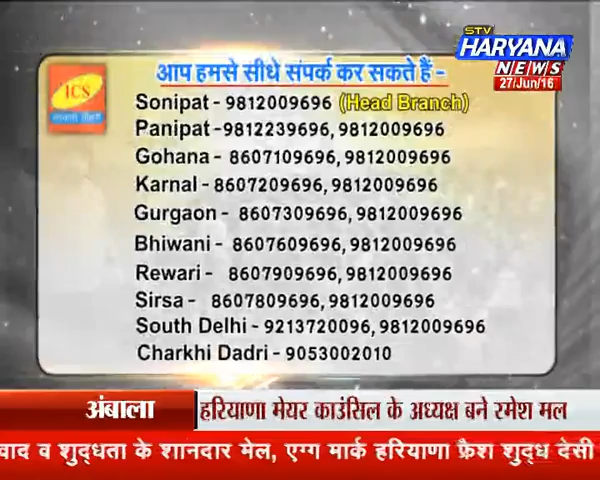 STV
HARYANA
NEWS
27/Jun/16
ICS
आप हमसे सीधे संपर्क कर सकते हैं -
Sonipat - 9812009696 (Head Branch)
Panipat -9812239696, 9812009696
Gohana - 8607109696, 9812009696
Karnal - 8607209696, 9812009696
Gurgaon - 8607309696, 9812009696
Bhiwani - 8607609696, 9812009696
Rewari - 8607909696, 9812009696
Sirsa - 8607809696, 9812009696
South Delhi - 9213720096, 9812009696
Charkhi Dadri - 9053002010
अंबाला हरियाणा मेयर काउंसिल के अध्यक्ष बने रमेश मल
वाद व शुद्धता के शानदार मेल, एग्ग मार्क हरियाणा फ्रैश शुद्ध देसी